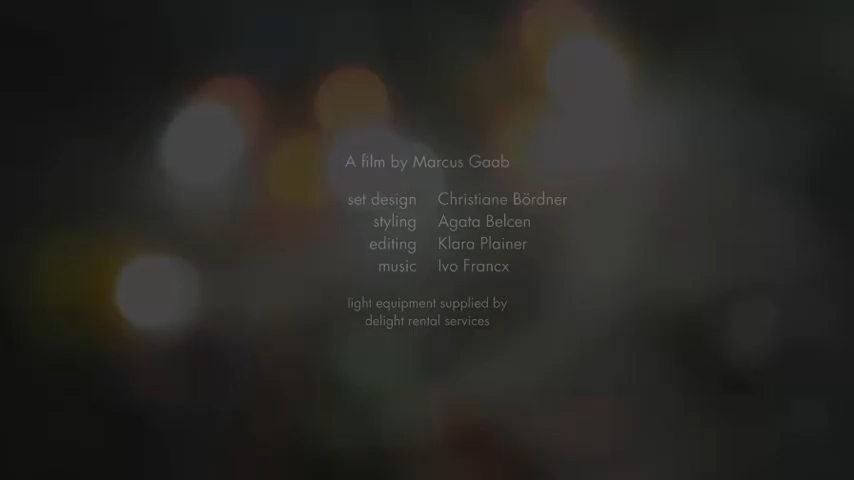 A film by Marcus Gaab
set design Christiane Bördner
styling Agata Belcen
editing Klara Plainer
music Ivo Francx
light equipment supplied by
delight rental services